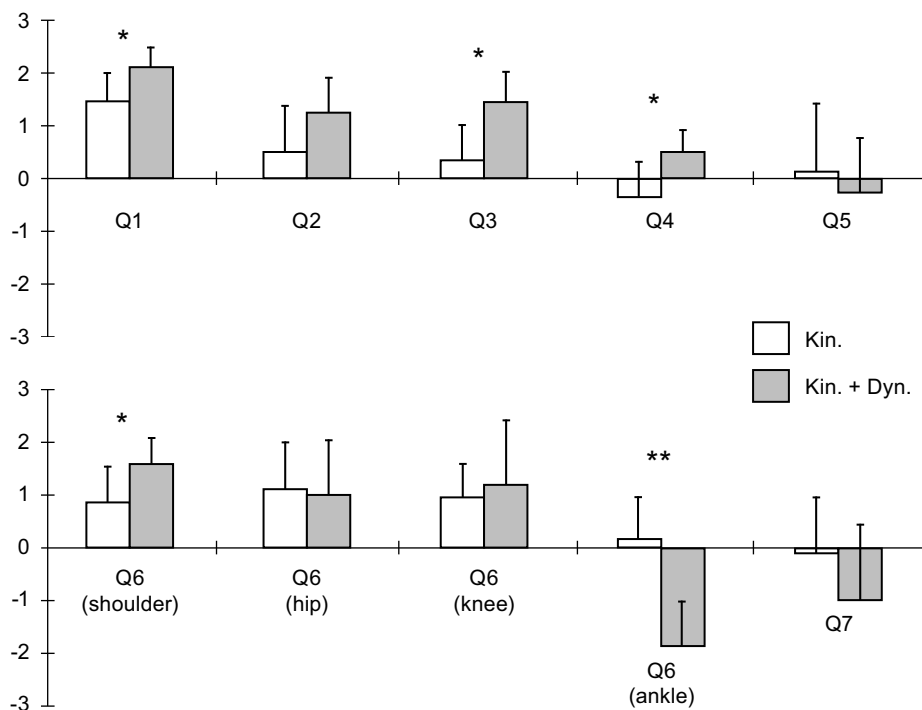 3
*
2
*
*
1
0
Q1
Q2
Q3
Q4
Q5
-1
-2
-3
Kin.
Kin. + Dyn.
3
*
2
**
1
0
Q6
(shoulder)
Q6
(hip)
Q6
(knee)
-1
Q7
-2
Q6
(ankle)
-3